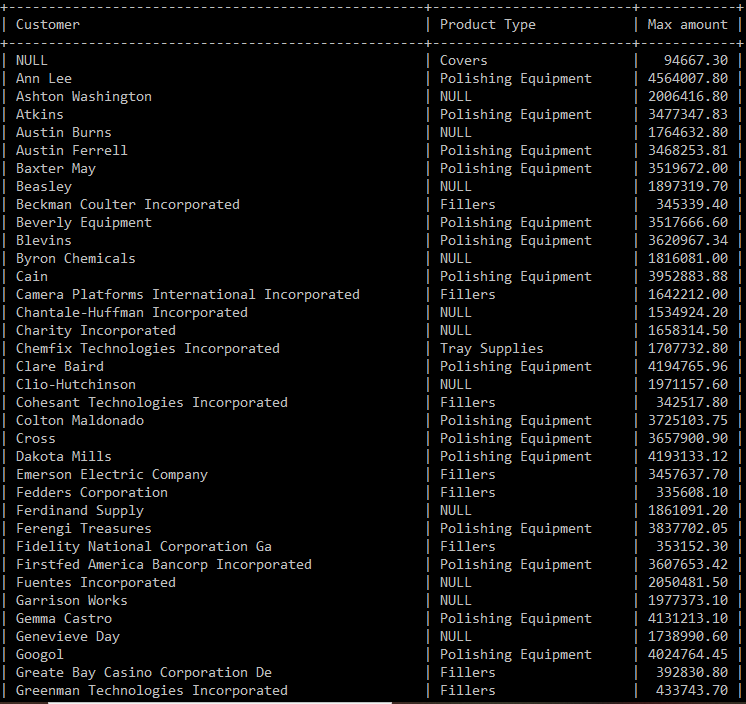 +----------------------------------------------------+-------------------------+------------+
| Customer | Product Type | Max amount |
+----------------------------------------------------+-------------------------+------------+
| NULL | Covers | 94667.30 |
| Ann Lee | Polishing Equipment | 4564007.80 |
| Ashton Washington | NULL | 2006416.80 |
| Atkins | Polishing Equipment | 3477347.83 |
| Austin Burns | NULL | 1764632.80 |
| Austin Ferrell | Polishing Equipment | 3468253.81 |
| Baxter May | Polishing Equipment | 3519672.00 |
| Beasley | NULL | 1897319.70 |
| Beckman Coulter Incorporated | Fillers | 345339.40 |
| Beverly Equipment | Polishing Equipment | 3517666.60 |
| Blevins | Polishing Equipment | 3620967.34 |
| Byron Chemicals | NULL | 1816081.00 |
| Cain | Polishing Equipment | 3952883.88 |
| Camera Platforms International Incorporated | Fillers | 1642212.00 |
| Chantale-Huffman Incorporated | NULL | 1534924.20 |
| Charity Incorporated | NULL | 1658314.50 |
| Chemfix Technologies Incorporated | Tray Supplies | 1707732.80 |
| Clare Baird | Polishing Equipment | 4194765.96 |
| Clio-Hutchinson | NULL | 1971157.60 |
| Cohesant Technologies Incorporated | Fillers | 342517.80 |
| Colton Maldonado | Polishing Equipment | 3725103.75 |
| Cross | Polishing Equipment | 3657900.90 |
| Dakota Mills | Polishing Equipment | 4193133.12 |
| Emerson Electric Company | Fillers | 3457637.70 |
| Fedders Corporation | Fillers | 335608.10 |
| Ferdinand Supply | NULL | 1861091.20 |
| Ferengi Treasures | Polishing Equipment | 3837702.05 |
| Fidelity National Corporation Ga | Fillers | 353152.30 |
| Firstfed America Bancorp Incorporated | Polishing Equipment | 3607653.42 |
| Fuentes Incorporated | NULL | 2050481.50 |
| Garrison Works | NULL | 1977373.10 |
| Gemma Castro | Polishing Equipment | 4131213.10 |
| Genevieve Day | NULL | 1738990.60 |
| Googol | Polishing Equipment | 4024764.45 |
| Greate Bay Casino Corporation De | Fillers | 392830.80 |
| Greenman Technologies Incorporated | Fillers | 433743.70 |